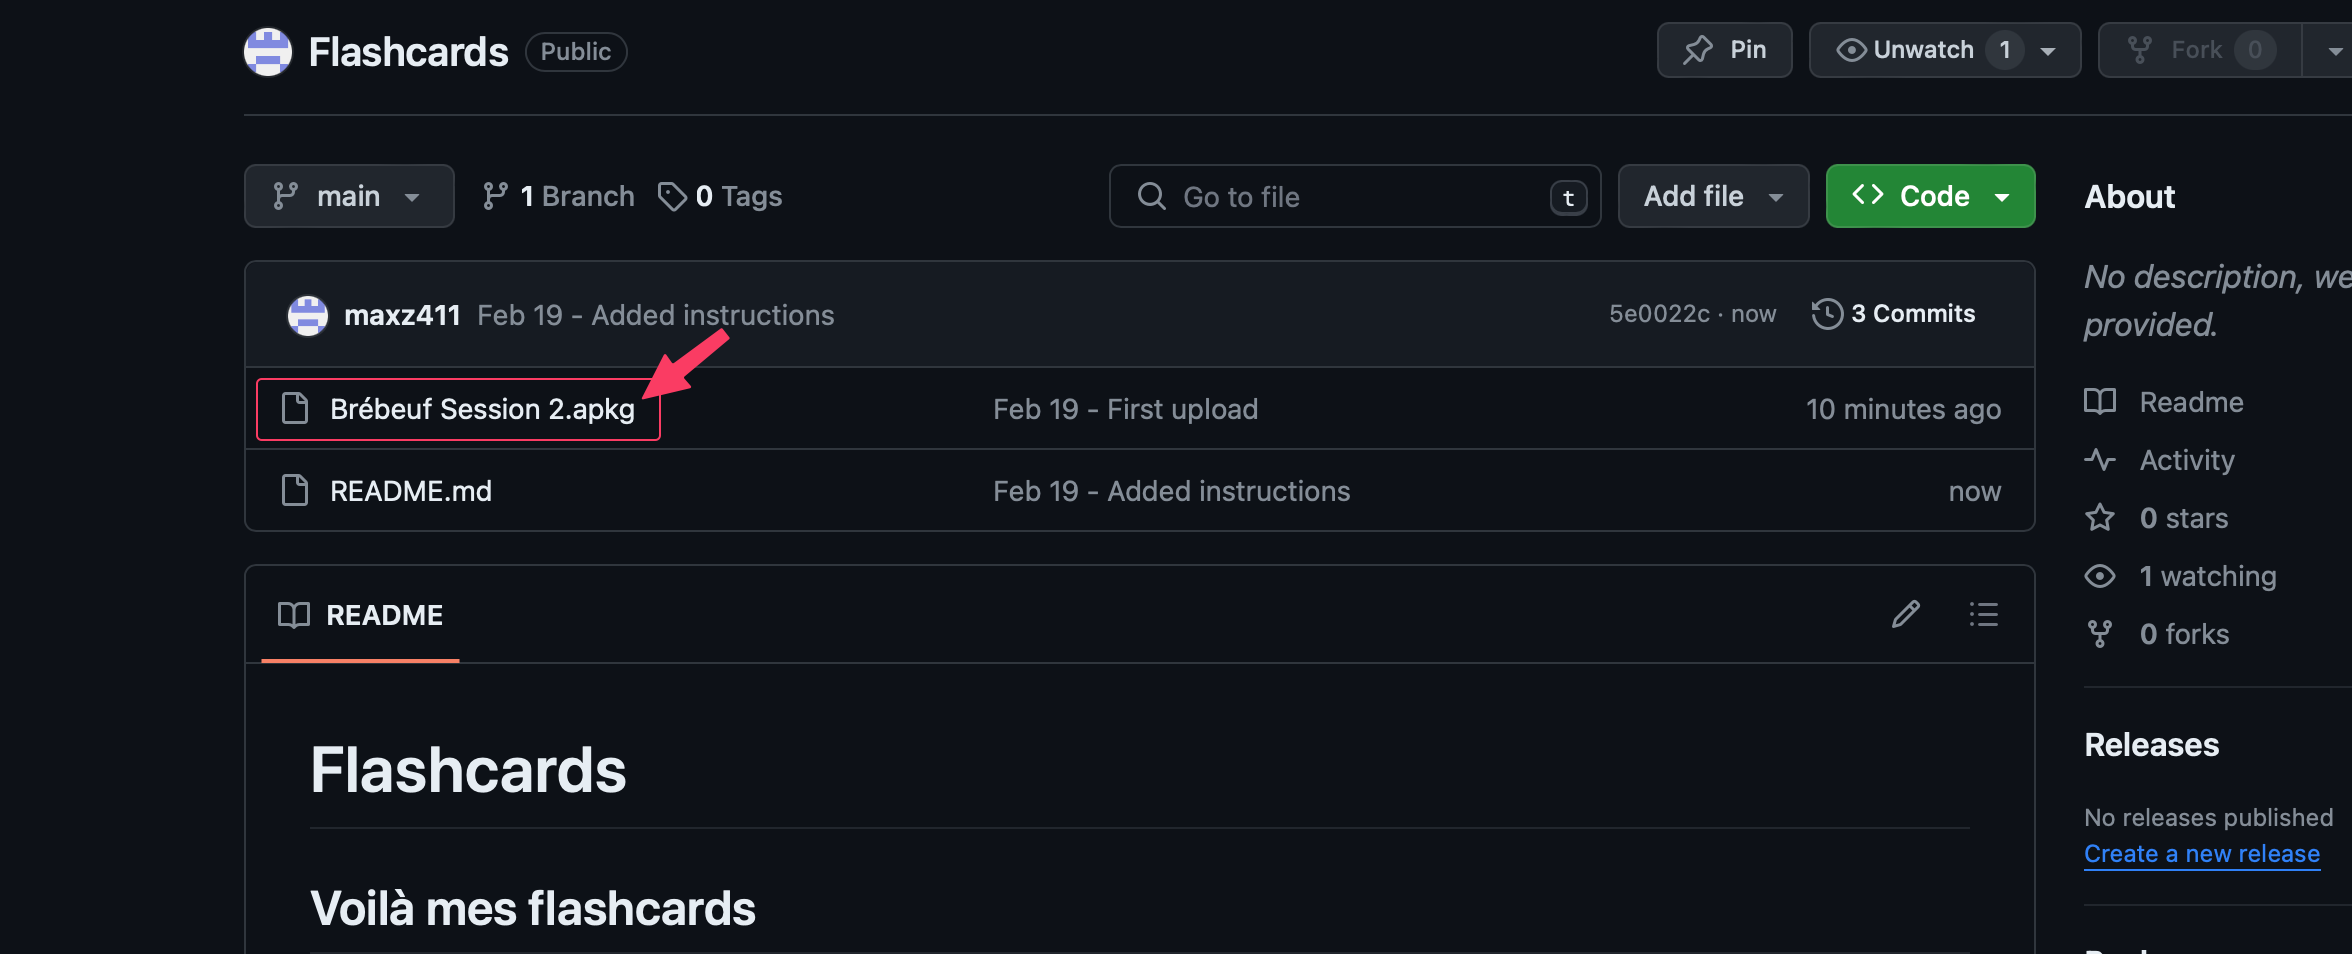 Flashcards Public Pin Unwatch 1 Fork 0
main 1 Branch 0 Tags Go to file t Add file Code
maxz411 Feb 19 - Added instructions 5e0022c · now 3 Commits
Brébeuf Session 2.apkg Feb 19 - First upload 10 minutes ago
README.md Feb 19 - Added instructions now
README
Flashcards
Voilà mes flashcards
About
No description, we
provided.
Readme
Activity
0 stars
1 watching
0 forks
Releases
No releases published
Create a new release